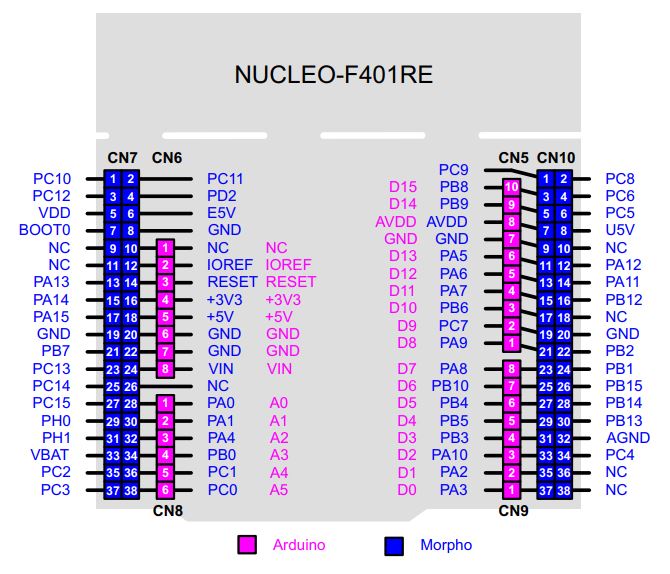 NUCLEO-F401RE
CN7 CN6 CN5 CN10
PC9
PC10 1 2 PC11 D15 PB8 10 1 2 PC8
PC12 3 4 PD2 D14 PB9 9 3 4 PC6
VDD 5 6 E5V AVDD AVDD 8 5 6 PC5
BOOT0 7 8 GND GND GND 7 7 8 U5V
NC 9 10 1 NC NC D13 PA5 6 9 10 NC
NC 11 12 2 IOREF IOREF D12 PA6 5 11 12 PA12
PA13 13 14 3 RESET RESET D11 PA7 4 13 14 PA11
PA14 15 16 4 +3V3 +3V3 D10 PB6 3 15 16 PB12
PA15 17 18 5 +5V +5V D9 PC7 2 17 18 NC
GND 19 20 6 GND GND D8 PA9 1 19 20 GND
PB7 21 22 7 GND GND 21 22 PB2
PC13 23 24 8 VIN VIN D7 PA8 8 23 24 PB1
PC14 25 26 NC D6 PB10 7 25 26 PB15
PC15 27 28 1 PA0 A0 D5 PB4 6 27 28 PB14
PH0 29 30 2 PA1 A1 D4 PB5 5 29 30 PB13
PH1 31 32 3 PA4 A2 D3 PB3 4 31 32 AGND
VBAT 33 34 4 PB0 A3 D2 PA10 3 33 34 PC4
PC2 35 36 5 PC1 A4 D1 PA2 2 35 36 NC
PC3 37 38 6 PC0 A5 D0 PA3 1 37 38 NC
CN8 CN9
Arduino Morpho